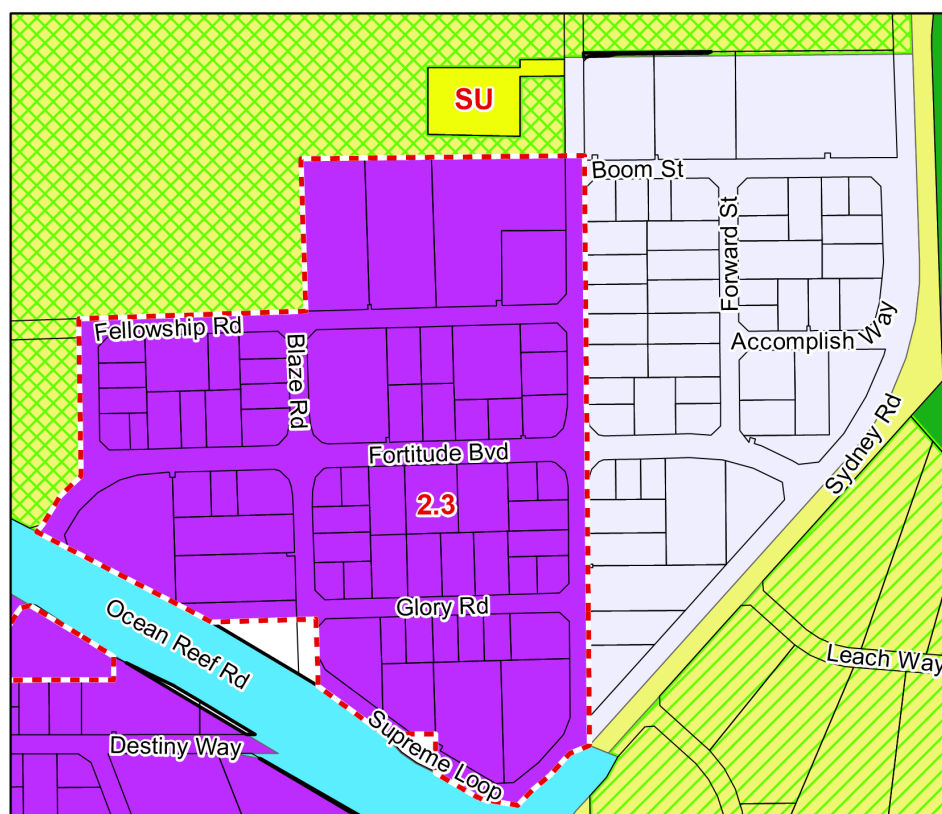 SU
Boom St
Forward St
Fellowship Rd
Blaze Rd
Accomplish Way
Fortitude Bvd
Sydney Rd
2.3
Glory Rd
Ocean Reef Rd
Leach Way
Supreme Loop
Destiny Way